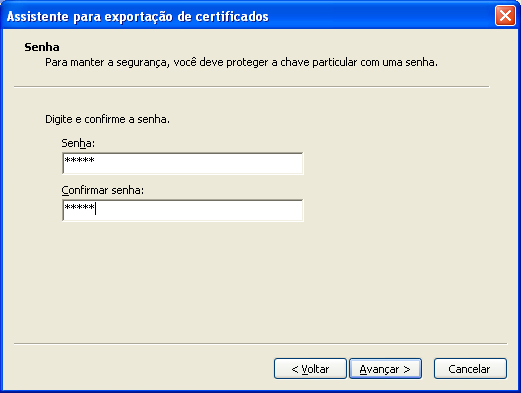 Assistente para exportação de certificados
Senha
Para manter a segurança, você deve proteger a chave particular com uma senha.
Digite e confirme a senha.
Senha:
*****
Confirmar senha:
*****
< Voltar
Avançar >
Cancelar